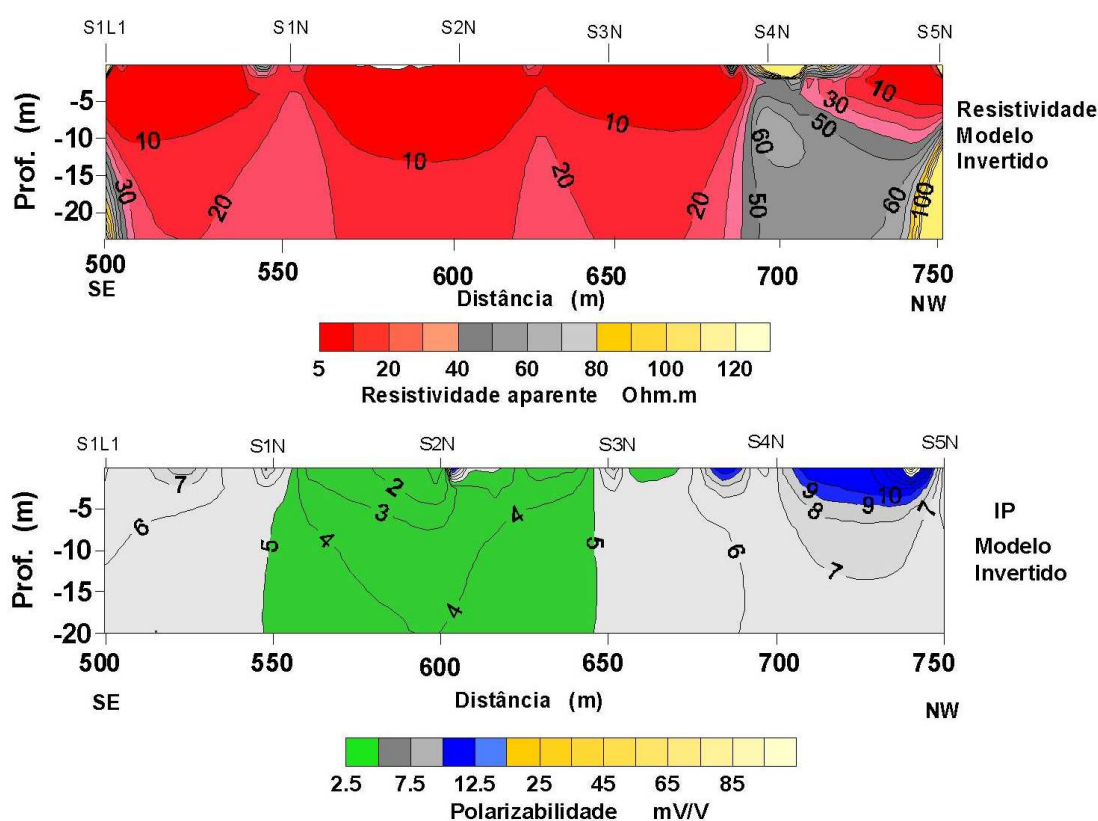 S1L1 S1N S2N S3N S4N S5N
-5
-10
-15
-20
Prof. (m)
10 10 10 10 20 20 20 30 30 50 50 60 60 100
Resistividade
Modelo
Invertido
500 550 600 650 700 750
SE Distância (m) NW
5 20 40 60 80 100 120
Resistividade aparente Ohm.m
S1L1 S1N S2N S3N S4N S5N
-5
-10
-15
-20
Prof. (m)
7 6 5 2 3 4 4 4 5 6 9 10 9 8 7 7
IP
Modelo
Invertido
500 550 600 650 700 750
SE Distância (m) NW
2.5 7.5 12.5 25 45 65 85
Polarizabilidade mV/V